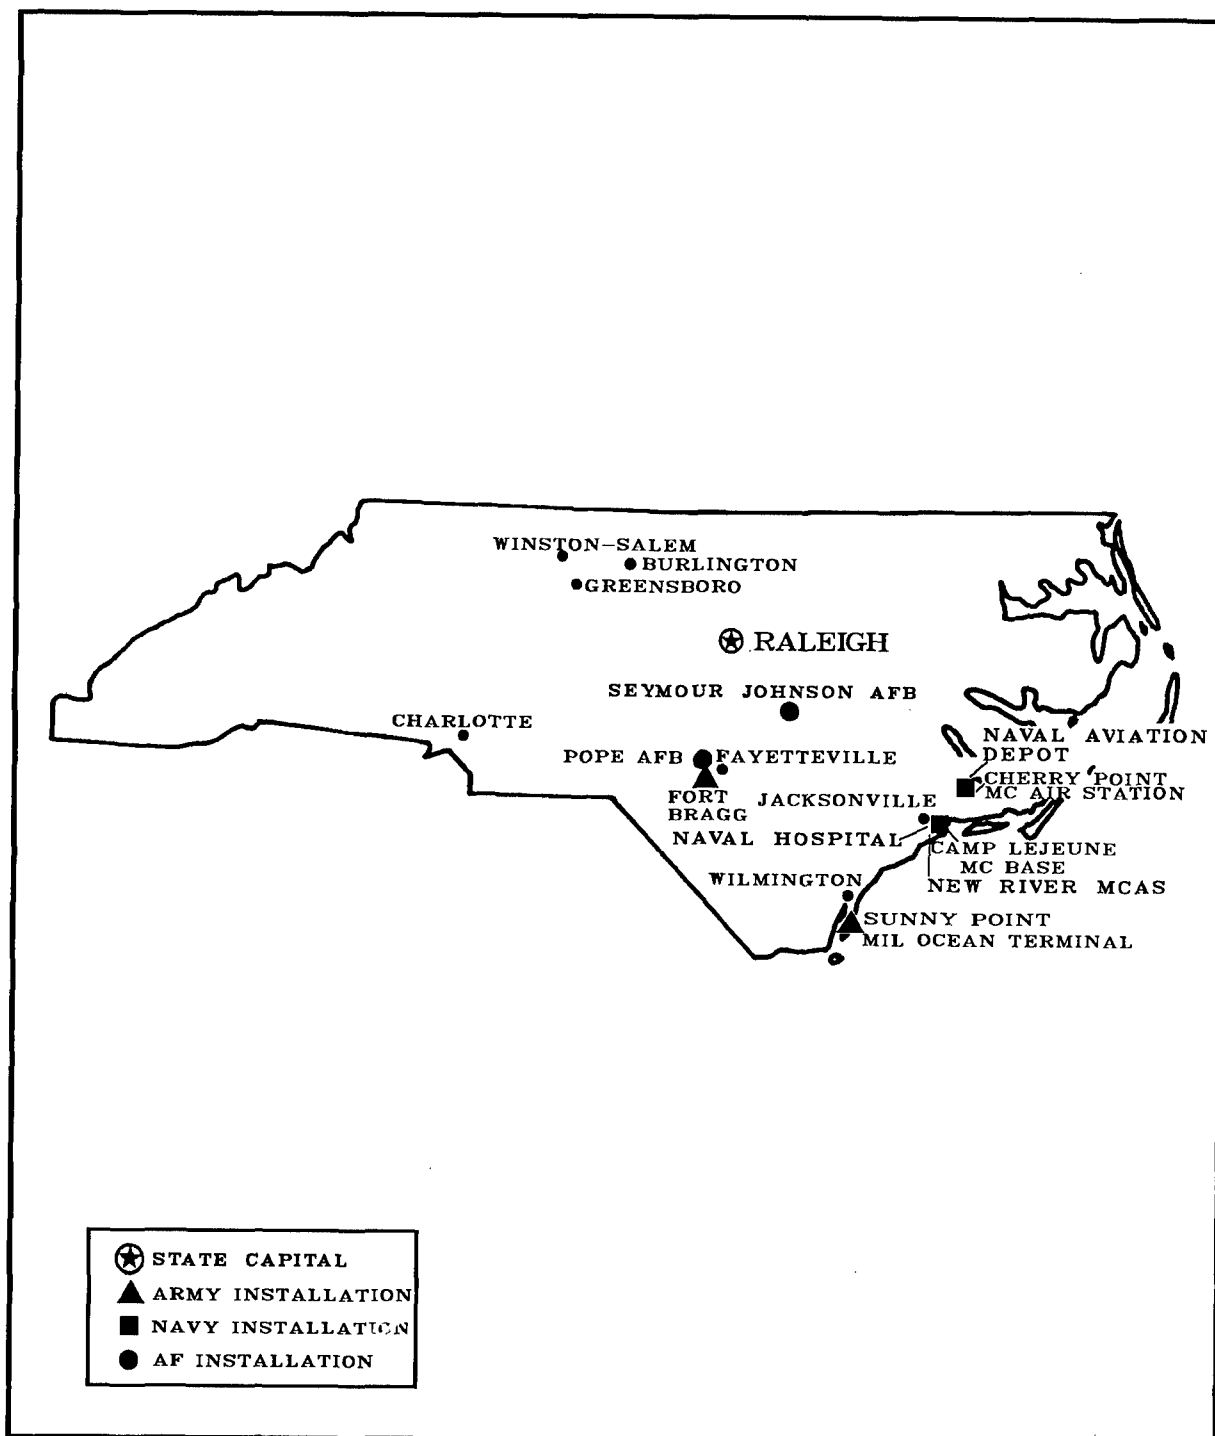 WINSTON-SALEM
BURLINGTON
GREENSBORO
RALEIGH
SEYMOUR JOHNSON AFB
CHARLOTTE
NAVAL AVIATION
DEPOT
POPE AFB
FAYETTEVILLE
CHERRY POINT
MC AIR STATION
FORT
BRAGG
JACKSONVILLE
NAVAL HOSPITAL
CAMP LEJEUNE
MC BASE
NEW RIVER MCAS
WILMINGTON
SUNNY POINT
MIL OCEAN TERMINAL
STATE CAPITAL
ARMY INSTALLATION
NAVY INSTALLATION
AF INSTALLATION